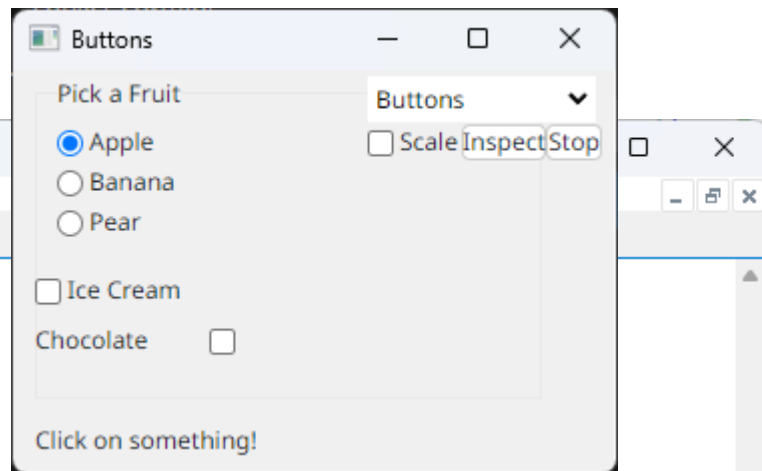 Buttons
Pick a Fruit
Buttons
Apple
Scale Inspect Stop
Banana
Pear
Ice Cream
Chocolate
Click on something!